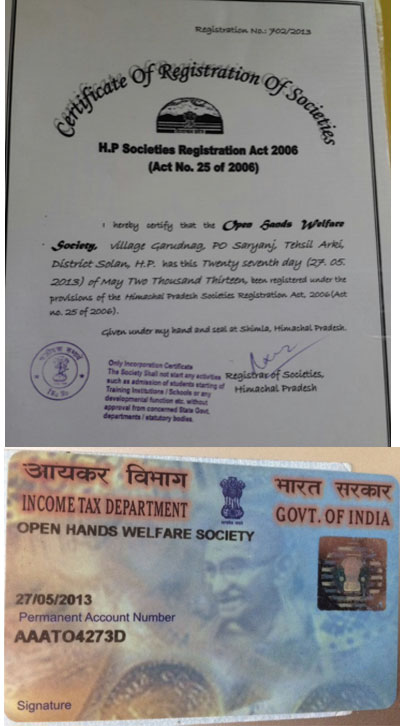 Registration No.: 702/2013
Certificate Of Registration Of Societies
H.P Societies Registration Act 2006
(Act No. 25 of 2006)
I hereby certify that the Open Hands Welfare
Society, village Garudnag, PO Saryanj, Tehsil Arki,
District Solan, H.P. has this Twenty seventh day (27. 05.
2013) of May Two Thousand Thirteen, been registered under the
provisions of the Himachal Pradesh Societies Registration Act, 2006(Act
no. 25 of 2006).
Given under my hand and seal at Shimla, Himachal Pradesh.
Only Incorporation Certificate
The Society Shall not start any activities
such as admission of students starting of
Training Institutions / Schools or any
developmental function etc. without
approval from concerned State Govt.
departments / statutory bodies.
Registrar of Societies,
Himachal Pradesh
आयकर विभाग
INCOME TAX DEPARTMENT
भारत सरकार
GOVT. OF INDIA
OPEN HANDS WELFARE SOCIETY
27/05/2013
Permanent Account Number
AAATO4273D
Signature